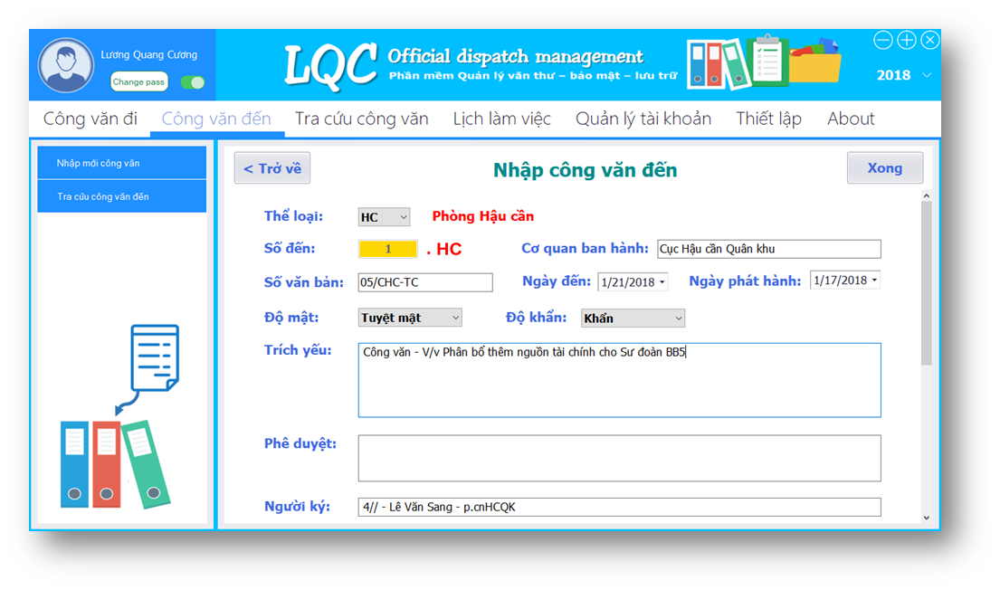 Lương Quang Cương
Change pass
LQC
Official dispatch management
Phần mềm Quản lý văn thư – bảo mật – lưu trữ
2018
Công văn đi Công văn đến Tra cứu công văn Lịch làm việc Quản lý tài khoản Thiết lập About
Nhập mới công văn
Tra cứu công văn đến
< Trở về Nhập công văn đến Xong
Thể loại: HC Phòng Hậu cần
Số đến: 1 . HC Cơ quan ban hành: Cục Hậu cần Quân khu
Số văn bản: 05/CHC-TC Ngày đến: 1/21/2018 Ngày phát hành: 1/17/2018
Độ mật: Tuyệt mật Độ khẩn: Khẩn
Trích yếu: Công văn - V/v Phân bổ thêm nguồn tài chính cho Sư đoàn BB5
Phê duyệt:
Người ký: 4// - Lê Văn Sang - p.cnHCQK